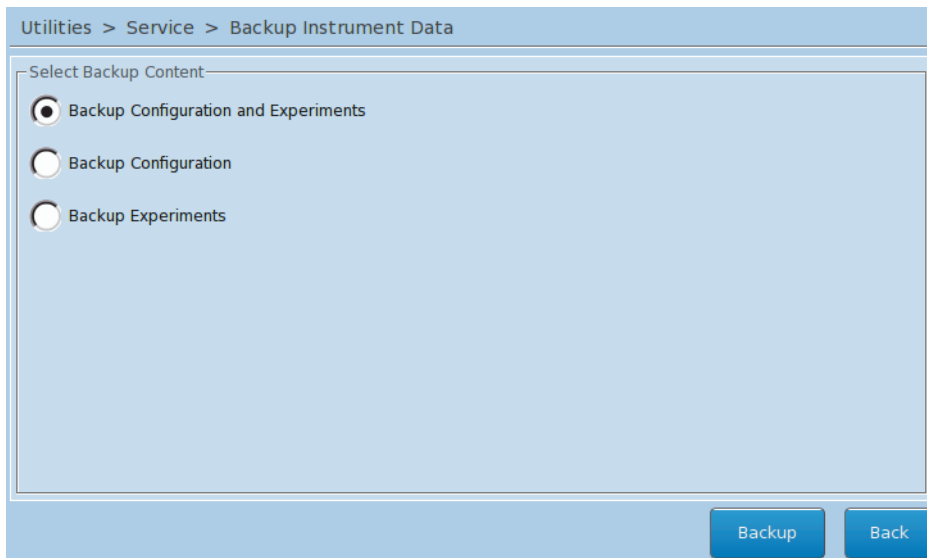 Utilities > Service > Backup Instrument Data
Select Backup Content
Backup Configuration and Experiments
Backup Configuration
Backup Experiments
Backup Back